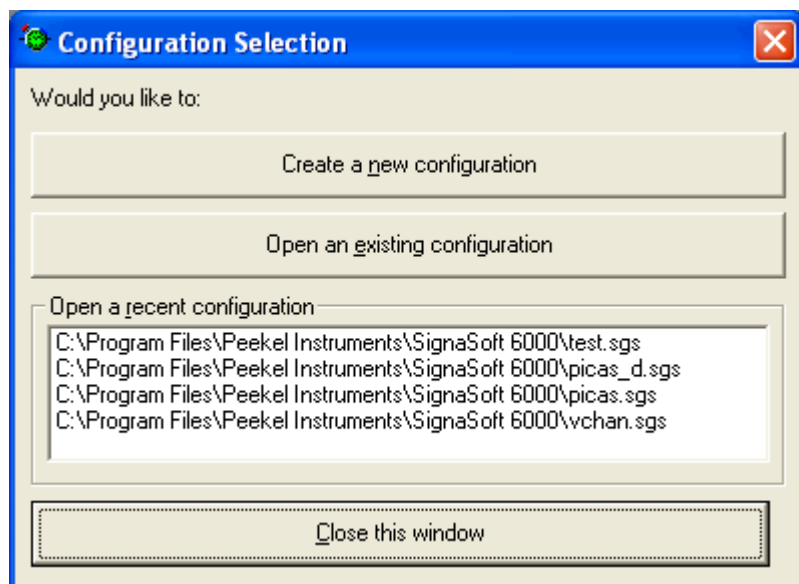 Configuration Selection
Would you like to:
Create a new configuration
Open an existing configuration
Open a recent configuration
C:\Program Files\Peekel Instruments\SignaSoft 6000\test.sgs
C:\Program Files\Peekel Instruments\SignaSoft 6000\picas_d.sgs
C:\Program Files\Peekel Instruments\SignaSoft 6000\picas.sgs
C:\Program Files\Peekel Instruments\SignaSoft 6000\vchan.sgs
Close this window